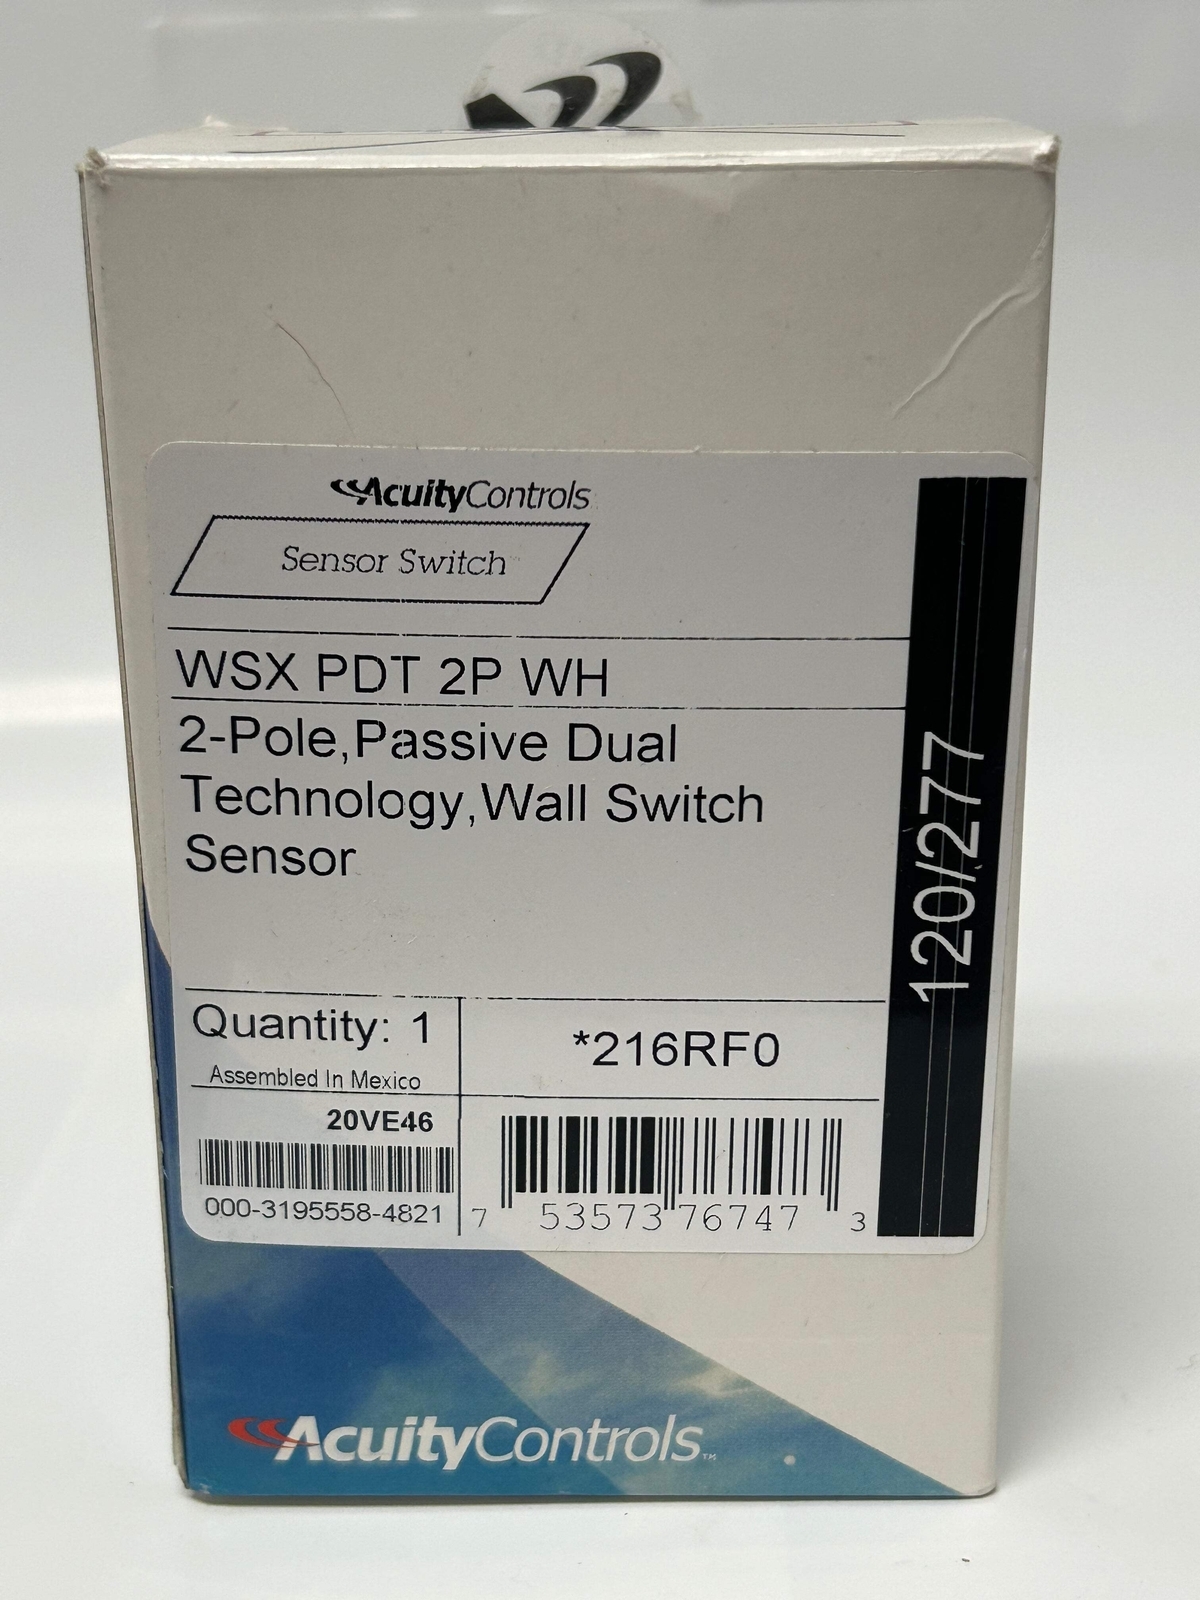 AcuityControls
Sensor Switch
WSX PDT 2P WH
2-Pole,Passive Dual
Technology,Wall Switch
Sensor
120/277
Quantity: 1
Assembled In Mexico
*216RF0
20VE46
000-3195558-4821
7 53573 76747 3
AcuityControls™